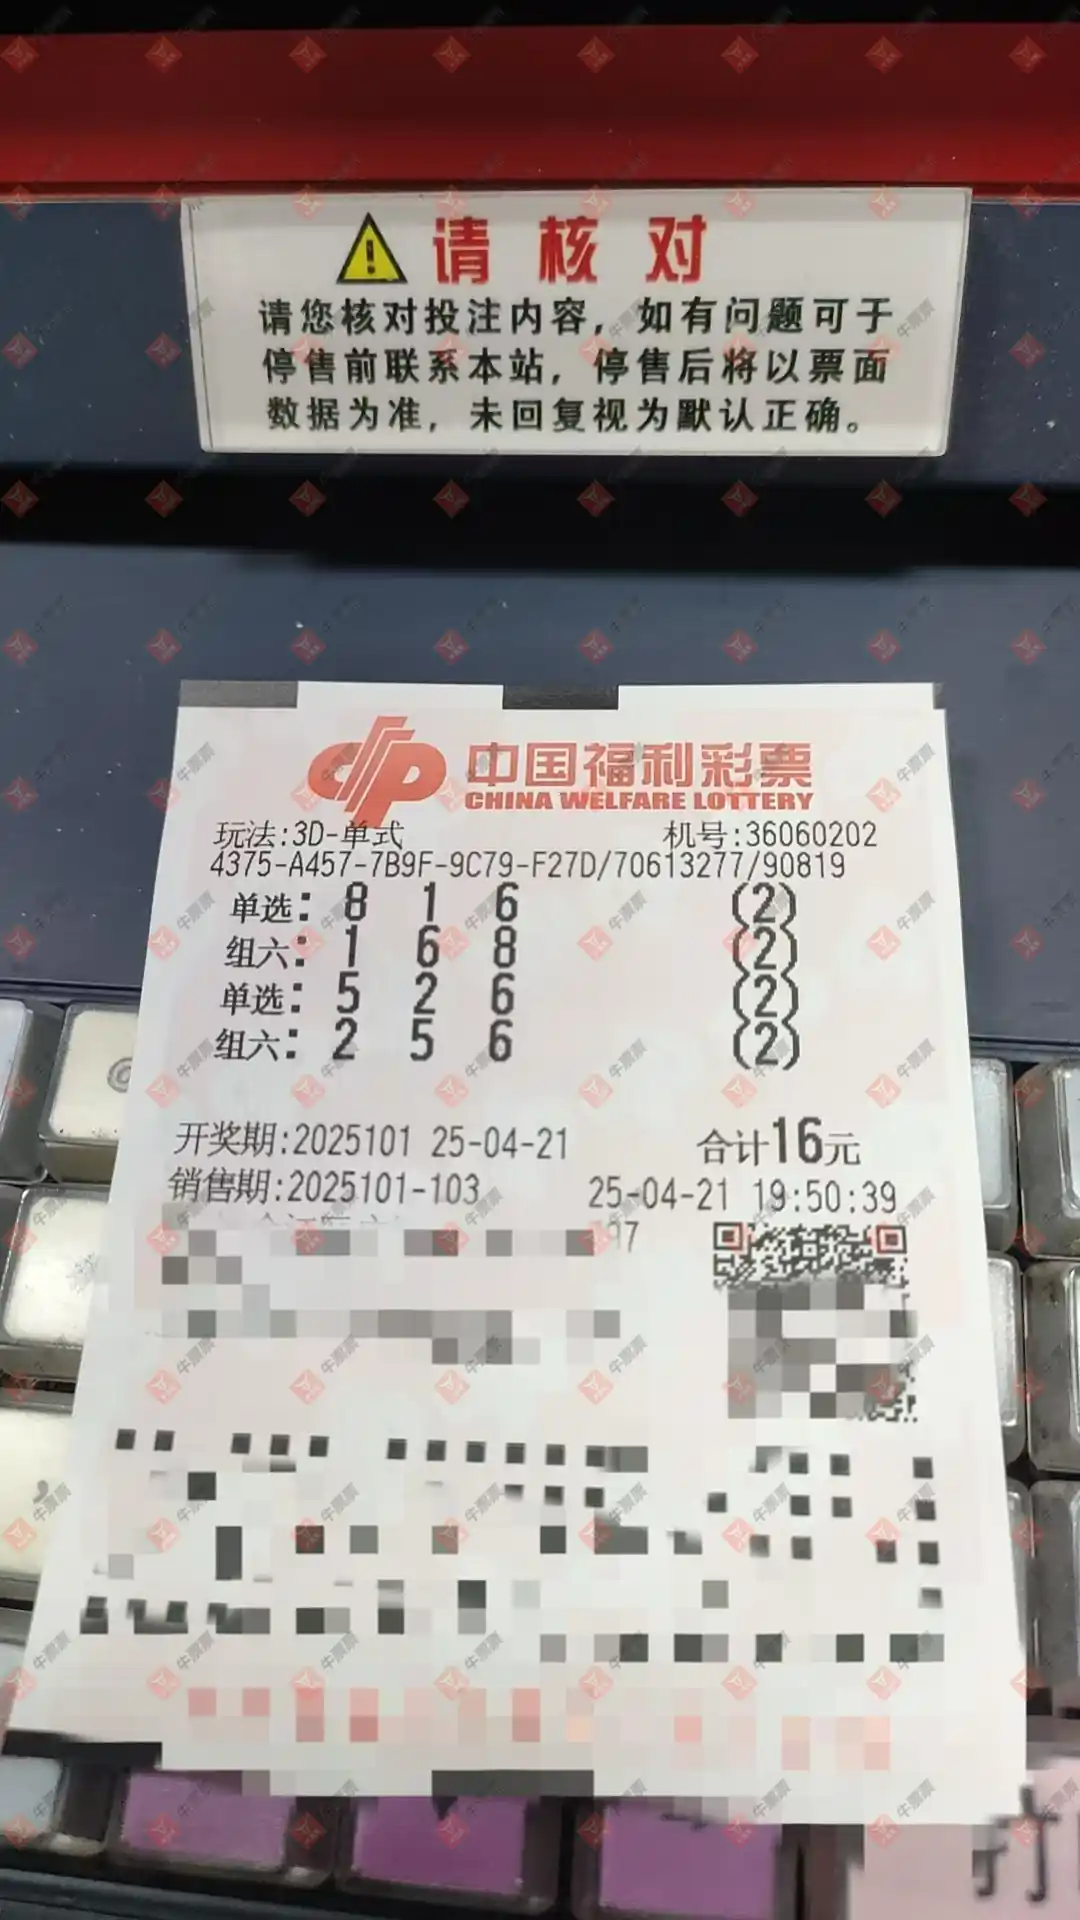 请核对
请您核对投注内容，如有问题可于
停售前联系本站，停售后将以票面
数据为准，未回复视为默认正确。
中国福利彩票
CHINA WELFARE LOTTERY
玩法:3D-单式 机号:36060202
4375-A457-7B9F-9C79-F27D/70613277/90819
单选: 8 1 6 (2)
组六: 1 6 8 (2)
单选: 5 2 6 (2)
组六: 2 5 6 (2)
开奖期:2025101 25-04-21 合计16元
销售期:2025101-103 25-04-21 19:50:39
牛票票